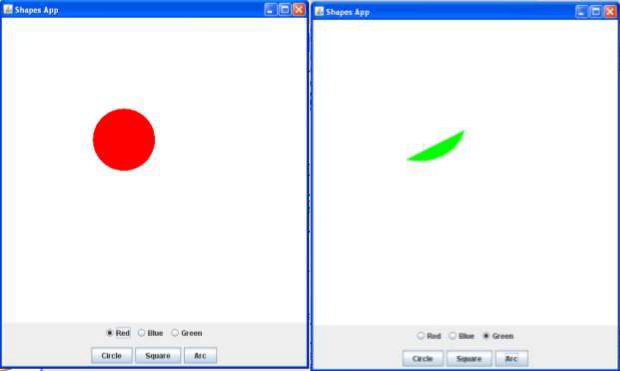 Shapes App
Red Blue Green
Circle Square Arc
Shapes App
Red Blue Green
Circle Square Arc